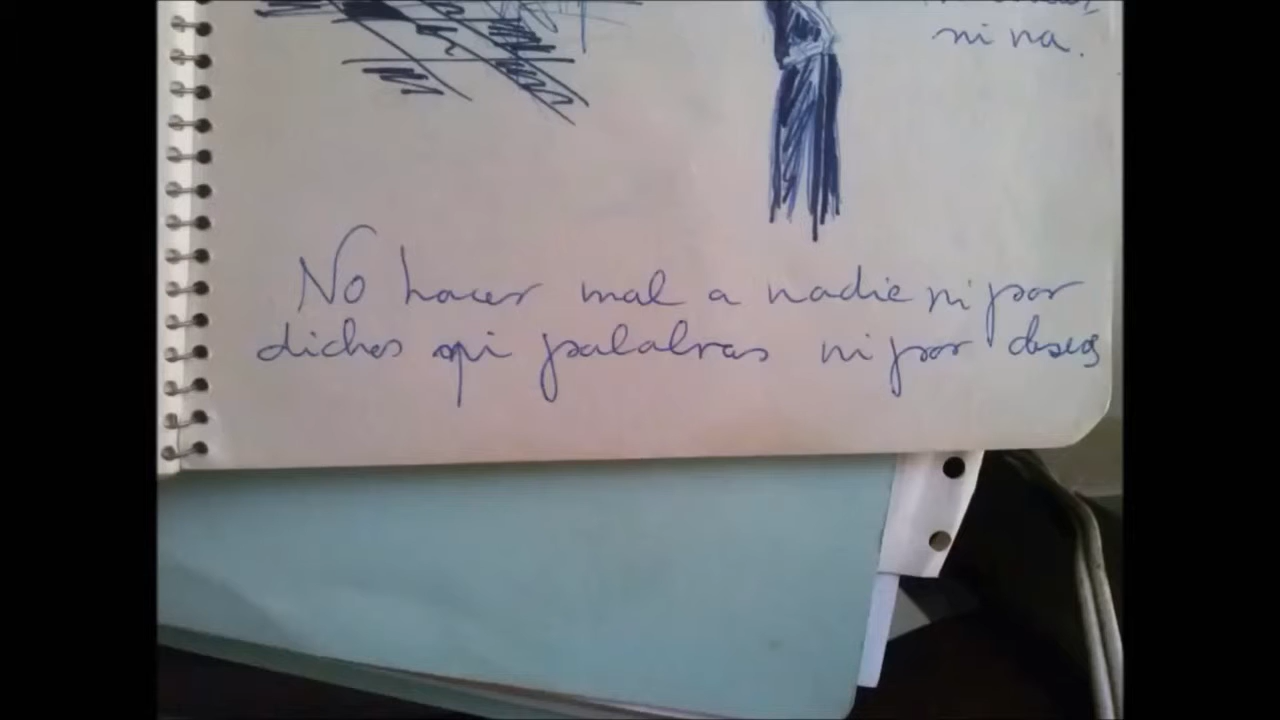 ni na.
No hacer mal a nadie ni por
dichos ni palabras ni por deseos